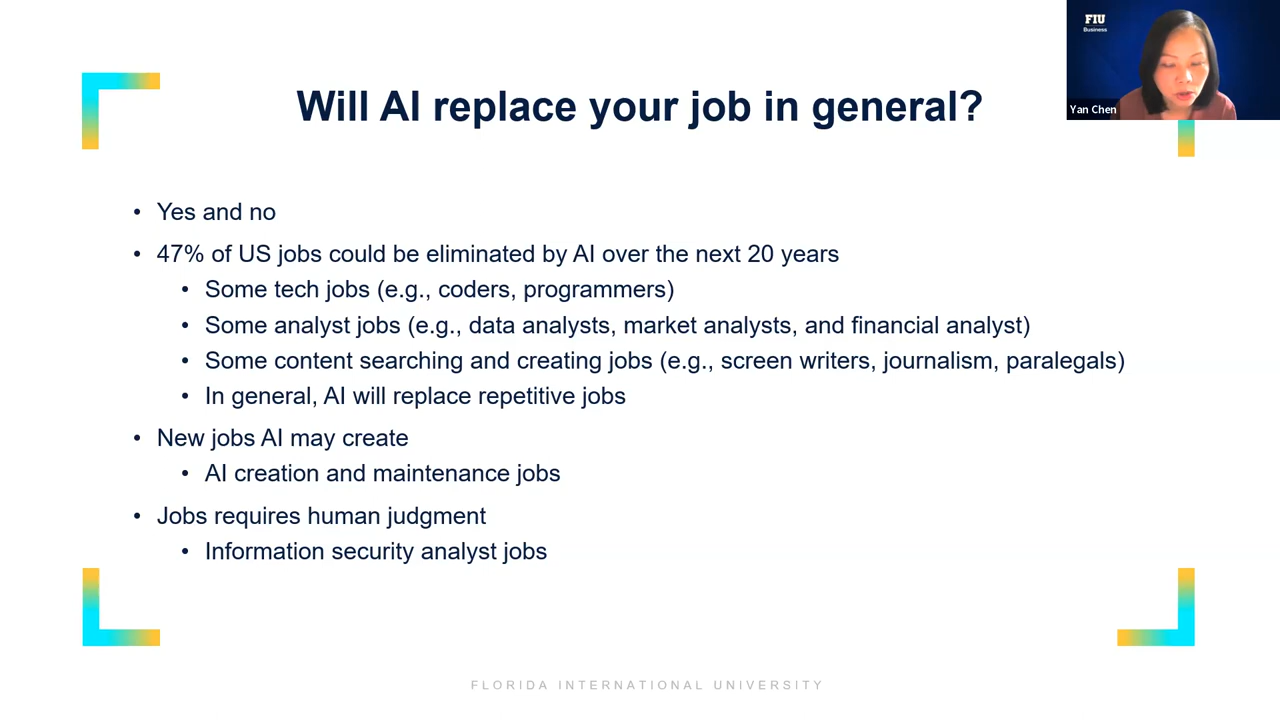 FIU
Business
Yan Chen
Will AI replace your job in general?
• Yes and no
• 47% of US jobs could be eliminated by AI over the next 20 years
• Some tech jobs (e.g., coders, programmers)
• Some analyst jobs (e.g., data analysts, market analysts, and financial analyst)
• Some content searching and creating jobs (e.g., screen writers, journalism, paralegals)
• In general, AI will replace repetitive jobs
• New jobs AI may create
• AI creation and maintenance jobs
• Jobs requires human judgment
• Information security analyst jobs
FLORIDA INTERNATIONAL UNIVERSITY